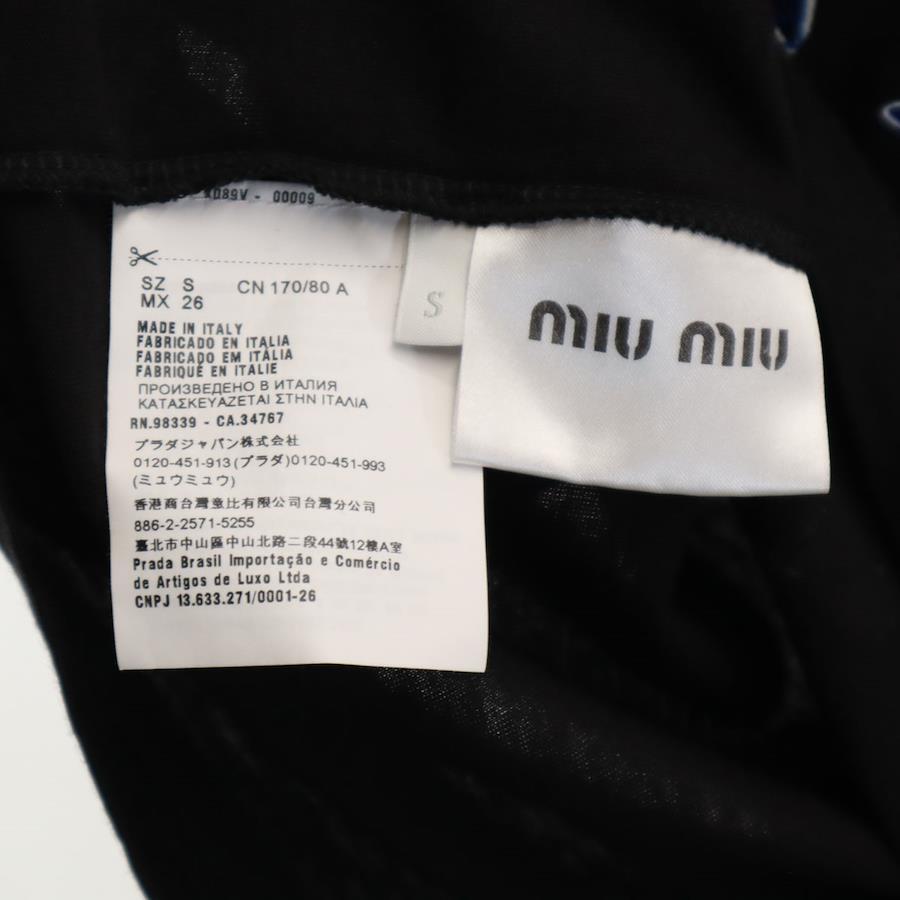 - 00009
SZ S CN 170/80 A
MX 26
MADE IN ITALY
FABRICADO EN ITALIA
FABRICADO EM ITÁLIA
FABRIQUÉ EN ITALIE
ПРОИЗВЕДЕНО В ИТАЛИЯ
ΚΑΤΑΣΚΕΥΑΖΕΤΑΙ ΣΤΗΝ ΙΤΑΛΙΑ
RN.98339 - CA.34767
プラダジャパン株式会社
0120-451-913(プラダ)0120-451-993
(ミュウミュウ)
香港商台灣童比有限公司台灣分公司
886-2-2571-5255
臺北市中山區中山北路二段44號12樓A室
Prada Brasil Importação e Comércio
de Artigos de Luxo Ltda
CNPJ 13.633.271/0001-26
S
MIU MIU